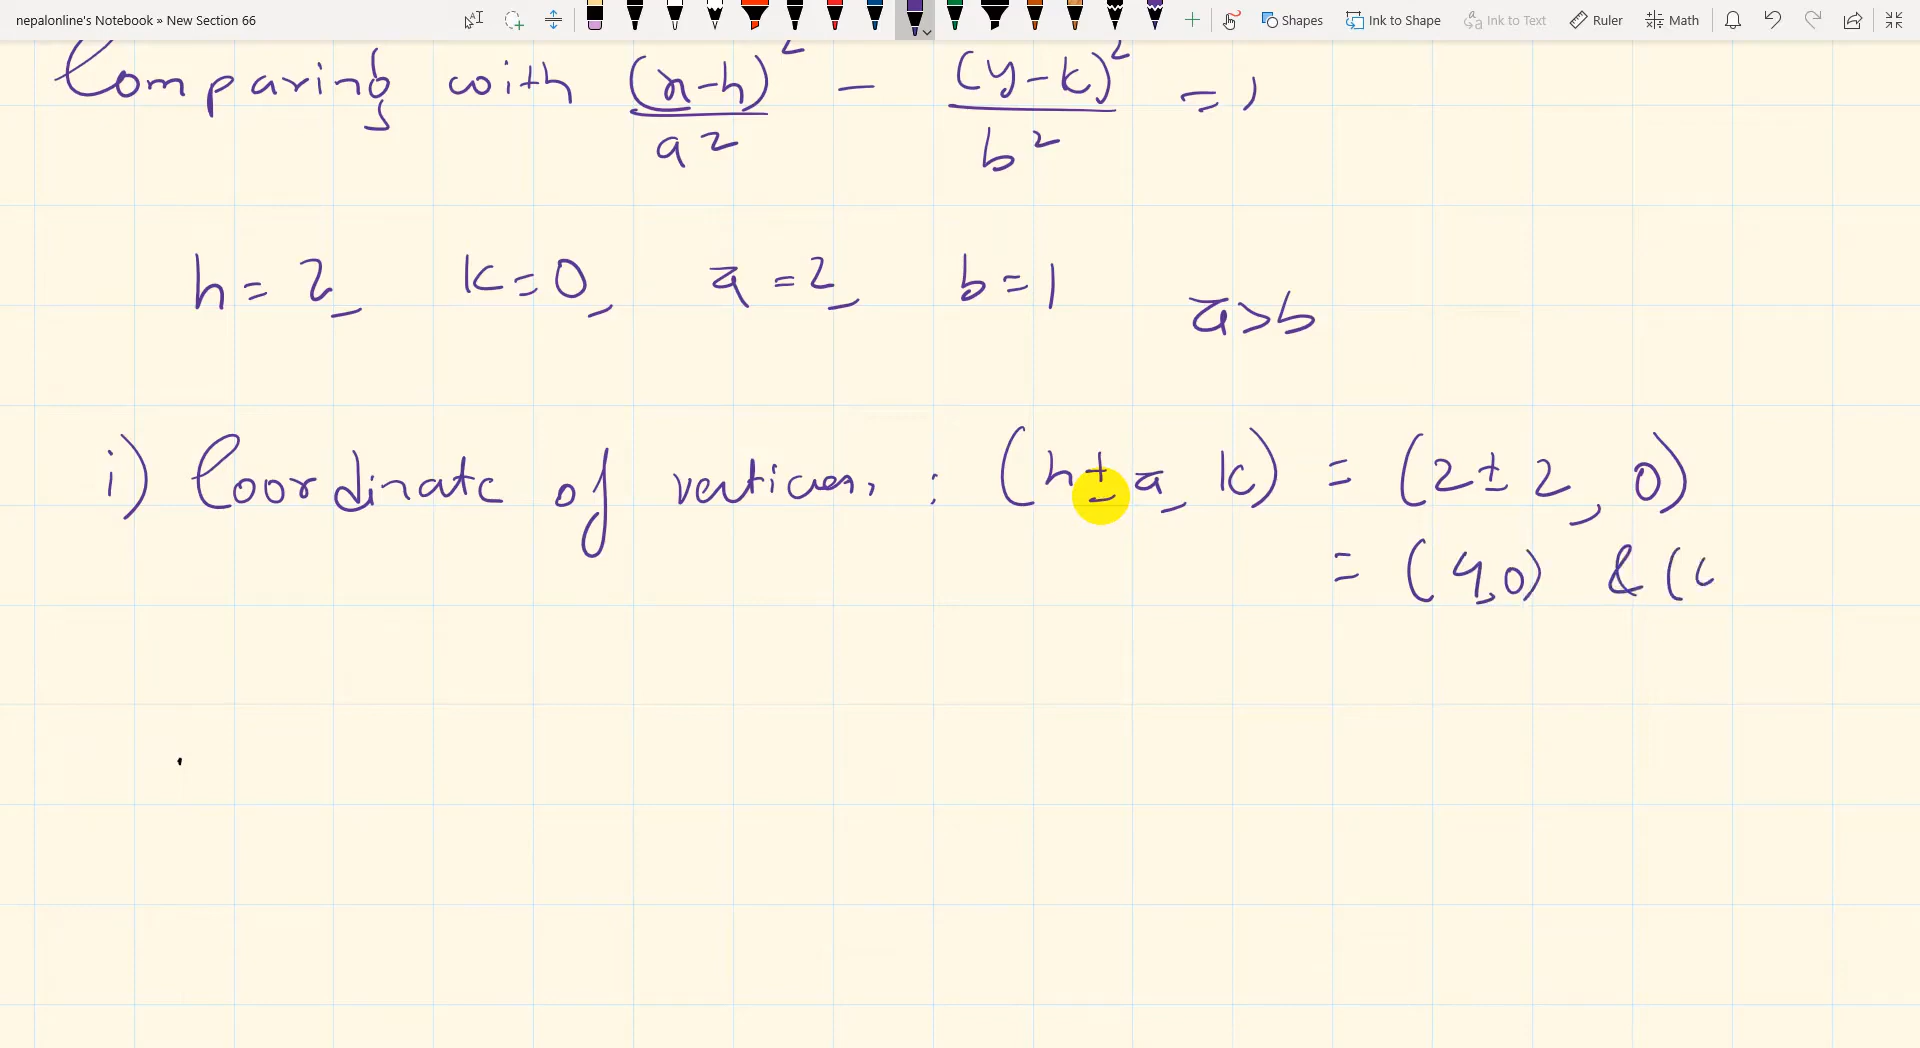 nepalonline's Notebook » New Section 66
Shapes Ink to Shape Ink to Text Ruler Math
Comparing with (x-h)² / a² - (y-k)² / b² = 1
h = 2, k = 0, a = 2, b = 1 a > b
i) Coordinate of vertices : (h ± a, k) = (2 ± 2, 0)
= (4,0) & (